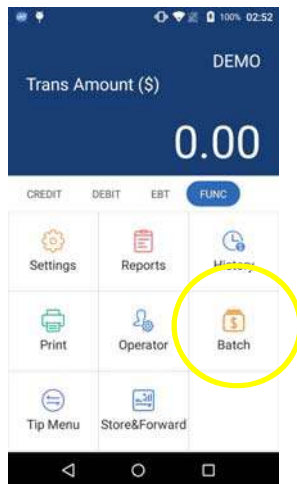 100% 02:52
DEMO
Trans Amount ($)
0.00
CREDIT DEBIT EBT FUNC
Settings Reports History
Print Operator Batch
Tip Menu Store&Forward